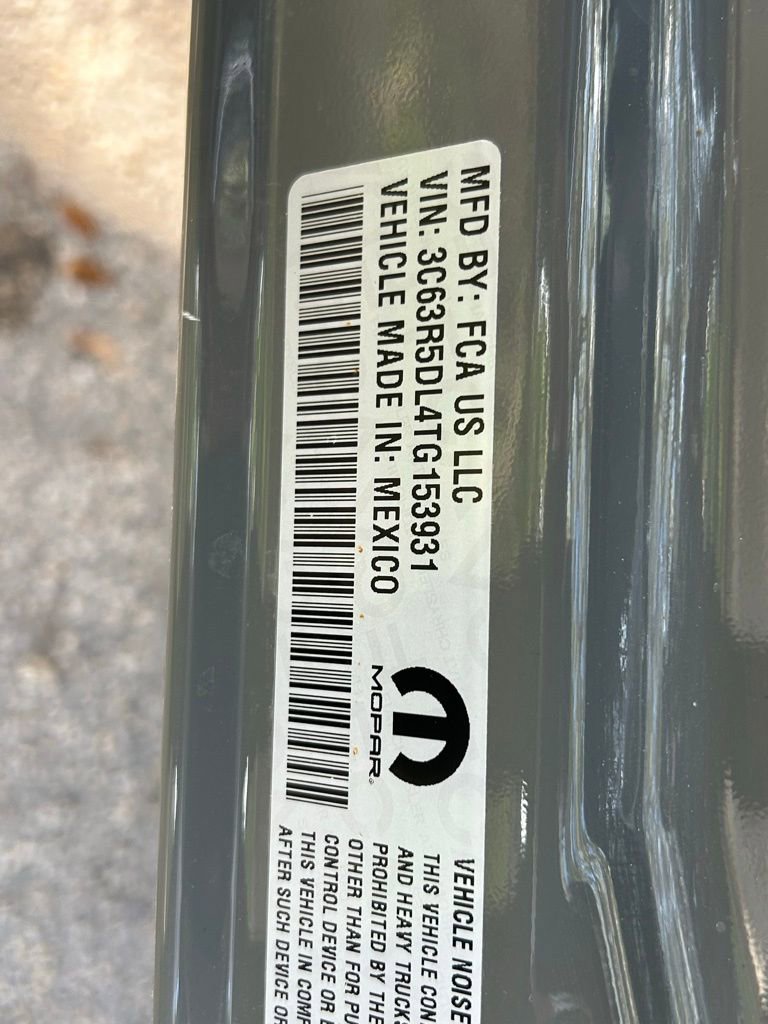 MFD BY: FCA US LLC
VIN: 3C63R5DL4TG153931
VEHICLE MADE IN: MEXICO
MOPAR®
VEHICLE NOISE
THIS VEHICLE CON
AND HEAVY TRUCKS
PROHIBITED BY THE
OTHER THAN FOR PU
CONTROL DEVICE OR E
THIS VEHICLE IN COMP
AFTER SUCH DEVICE OR